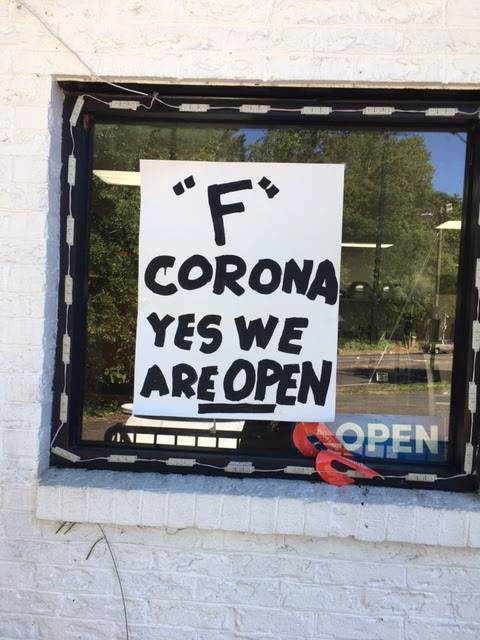 "F"
CORONA
YES WE
ARE OPEN
OPEN